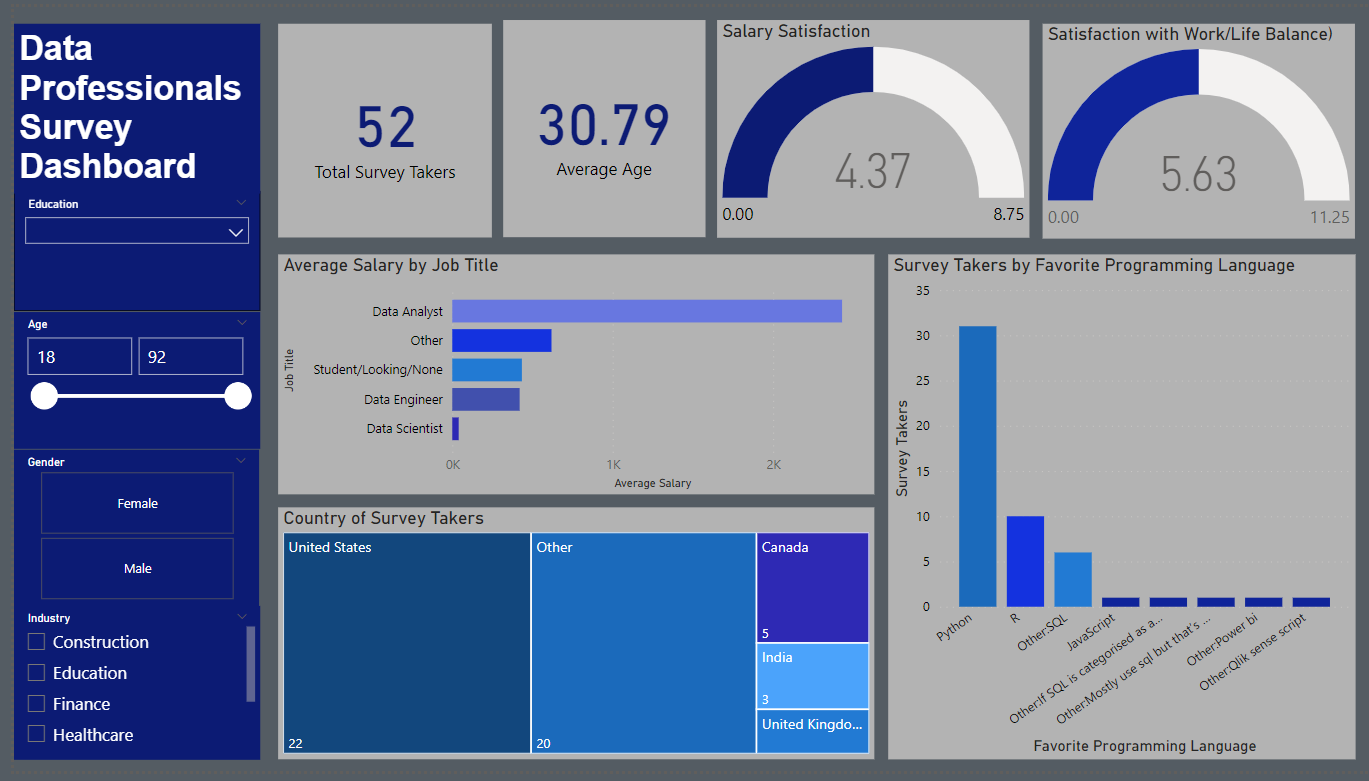 Data
Professionals
Survey
Dashboard
Education
Age
18
92
Gender
Female
Male
Industry
Construction
Education
Finance
Healthcare
52
Total Survey Takers
30.79
Average Age
Salary Satisfaction
4.37
0.00
8.75
Satisfaction with Work/Life Balance)
5.63
0.00
11.25
Average Salary by Job Title
Job Title
Data Analyst
Other
Student/Looking/None
Data Engineer
Data Scientist
0K
1K
2K
Average Salary
Survey Takers by Favorite Programming Language
Survey Takers
35
30
25
20
15
10
5
0
Python
R
Other:SQL
JavaScript
Other:If SQL is categorised as a...
Other:Mostly use sql but that's ...
Other:Power bi
Other:Qlik sense script
Favorite Programming Language
Country of Survey Takers
United States
22
Other
20
Canada
5
India
3
United Kingdo...